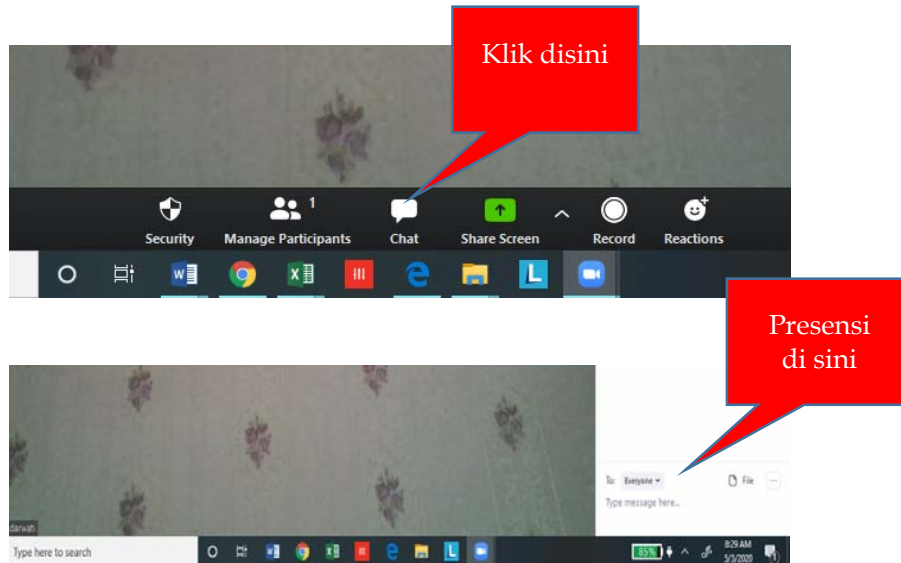 Klik disini
1
Security Manage Participants Chat Share Screen Record Reactions
Presensi
di sini
To: Everyone File
Type message here...
darwati
Type here to search
85%
8:29 AM
5/3/2020